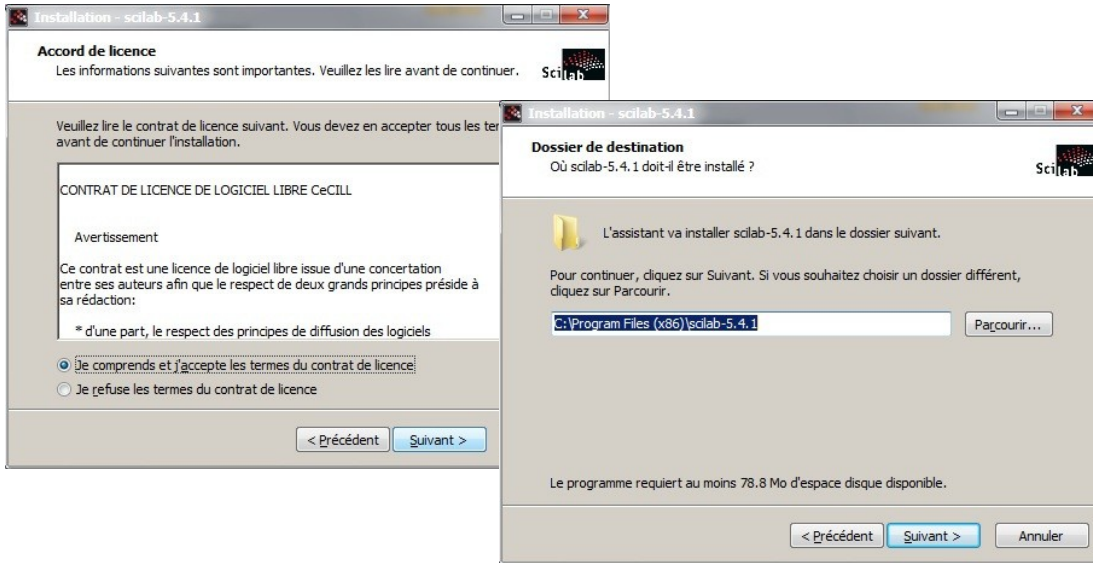 Installation - scilab-5.4.1
Accord de licence
Les informations suivantes sont importantes. Veuillez les lire avant de continuer.
Scilab
Veuillez lire le contrat de licence suivant. Vous devez en accepter tous les ter
avant de continuer l'installation.
CONTRAT DE LICENCE DE LOGICIEL LIBRE CeCILL
Avertissement
Ce contrat est une licence de logiciel libre issue d'une concertation
entre ses auteurs afin que le respect de deux grands principes préside à
sa rédaction:
* d'une part, le respect des principes de diffusion des logiciels
Je comprends et j'accepte les termes du contrat de licence
Je refuse les termes du contrat de licence
< Précédent
Suivant >
Installation - scilab-5.4.1
Dossier de destination
Où scilab-5.4.1 doit-il être installé ?
Scilab
L'assistant va installer scilab-5.4.1 dans le dossier suivant.
Pour continuer, cliquez sur Suivant. Si vous souhaitez choisir un dossier différent,
cliquez sur Parcourir.
C:\Program Files (x86)\scilab-5.4.1
Parcourir...
Le programme requiert au moins 78.8 Mo d'espace disque disponible.
< Précédent
Suivant >
Annuler